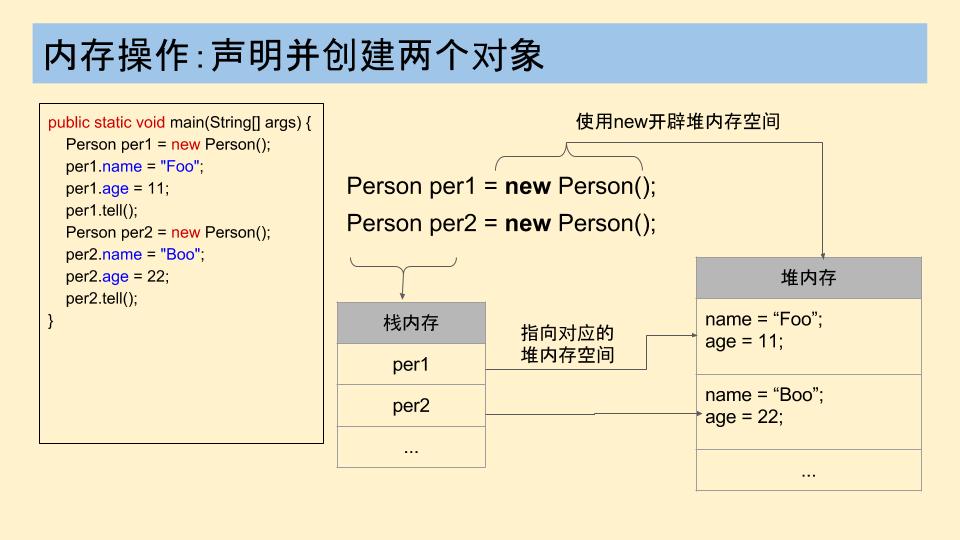 内存操作:声明并创建两个对象
public static void main(String[] args) {
Person per1 = new Person();
per1.name = "Foo";
per1.age = 11;
per1.tell();
Person per2 = new Person();
per2.name = "Boo";
per2.age = 22;
per2.tell();
}
使用new开辟堆内存空间
Person per1 = new Person();
Person per2 = new Person();
栈内存
per1
per2
...
指向对应的
堆内存空间
堆内存
name = “Foo”;
age = 11;
name = “Boo”;
age = 22;
...